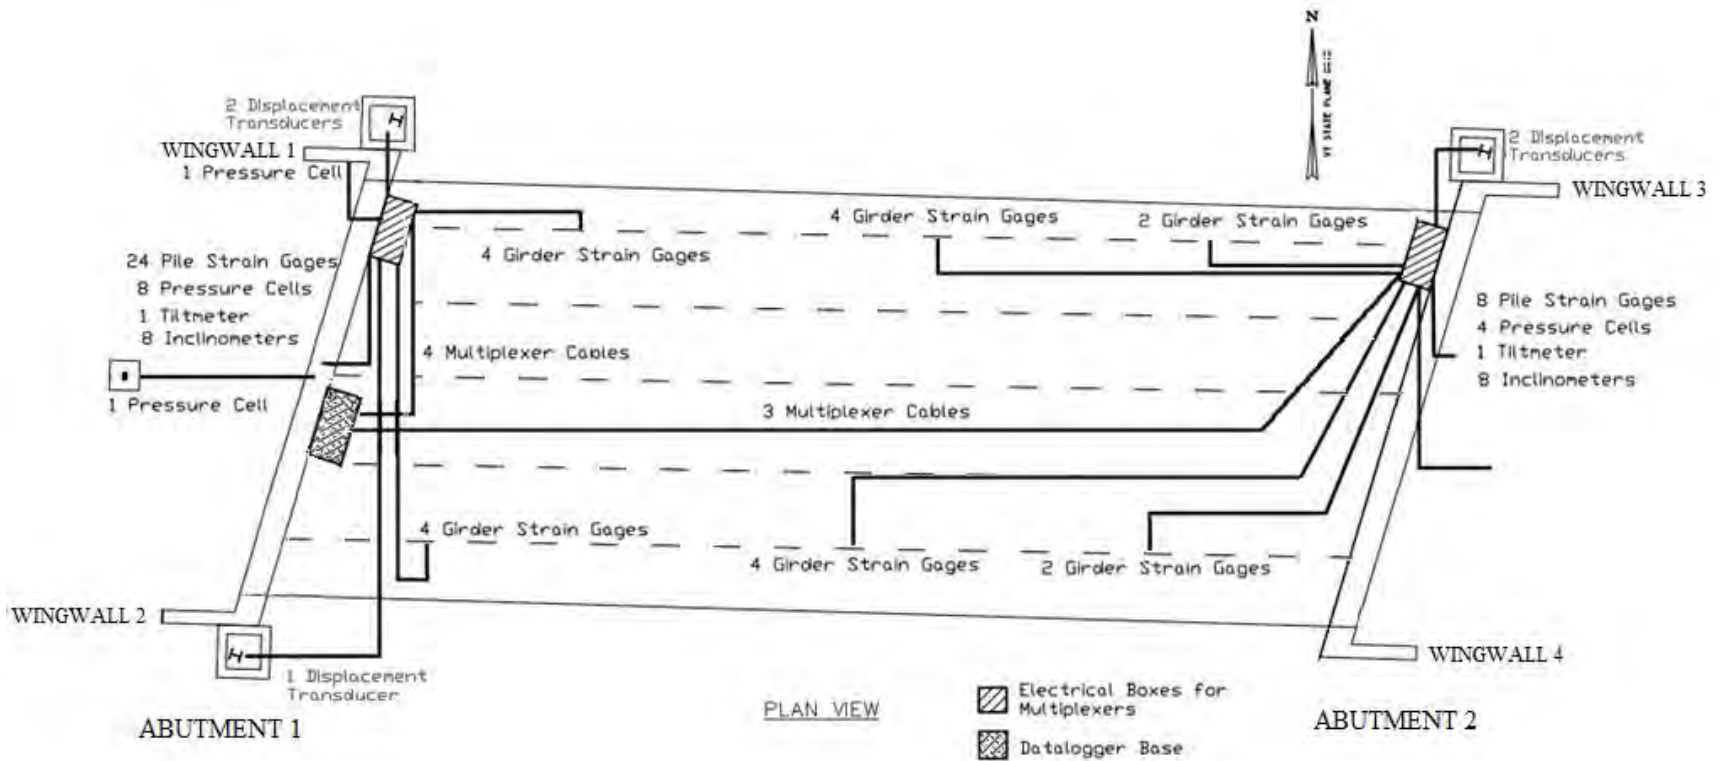 N
VT STATE PLANE GRID
2 Displacement
Transducers
WINGWALL 1
1 Pressure Cell
2 Displacement
Transducers
WINGWALL 3
4 Girder Strain Gages
4 Girder Strain Gages
2 Girder Strain Gages
24 Pile Strain Gages
8 Pressure Cells
1 Tiltmeter
8 Inclinometers
8 Pile Strain Gages
4 Pressure Cells
1 Tiltmeter
8 Inclinometers
4 Multiplexer Cables
1 Pressure Cell
3 Multiplexer Cables
4 Girder Strain Gages
4 Girder Strain Gages
2 Girder Strain Gages
WINGWALL 2
WINGWALL 4
1 Displacement
Transducer
ABUTMENT 1
PLAN VIEW
Electrical Boxes for
Multiplexers
Datalogger Base
ABUTMENT 2